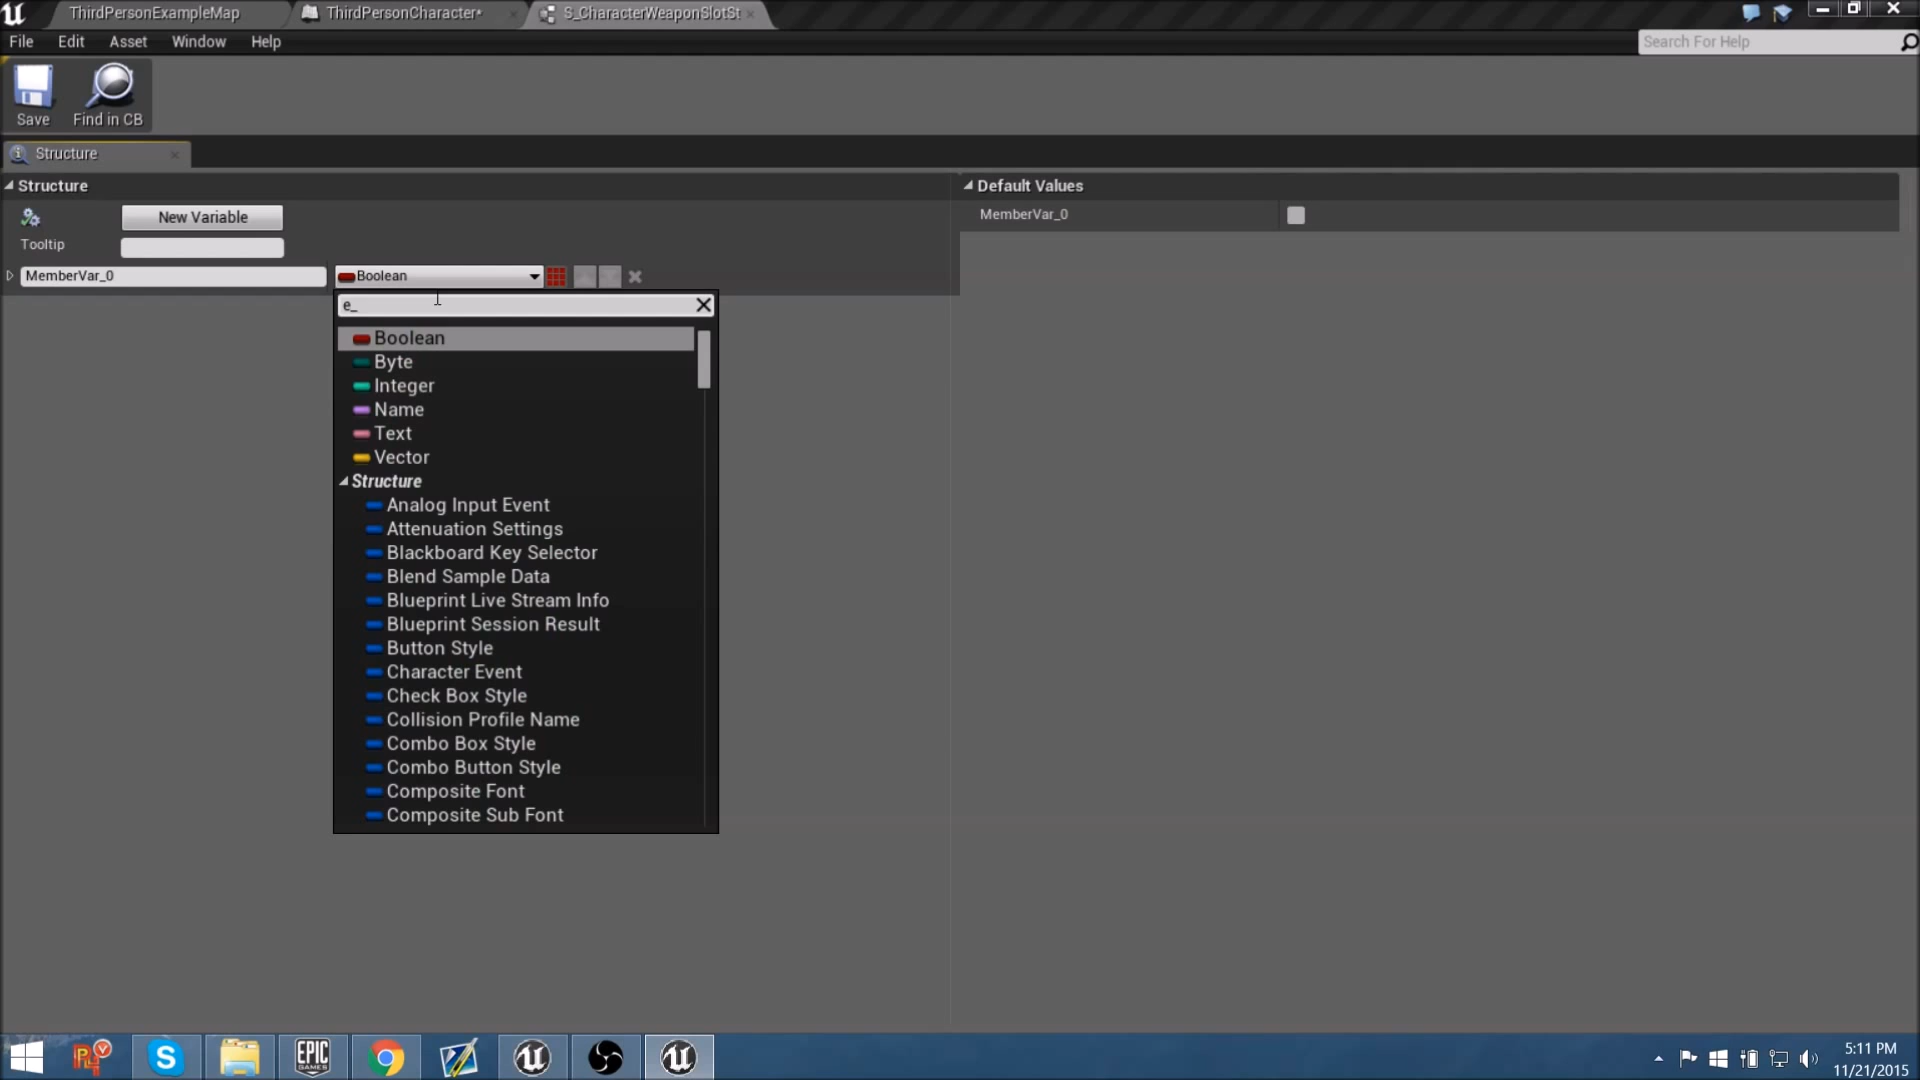 ThirdPersonExampleMap
ThirdPersonCharacter*
S_CharacterWeaponSlotSt
File Edit Asset Window Help
Search For Help
Save Find in CB
Structure
Structure
New Variable
Tooltip
MemberVar_0
Boolean
e_
Boolean
Byte
Integer
Name
Text
Vector
Structure
Analog Input Event
Attenuation Settings
Blackboard Key Selector
Blend Sample Data
Blueprint Live Stream Info
Blueprint Session Result
Button Style
Character Event
Check Box Style
Collision Profile Name
Combo Box Style
Combo Button Style
Composite Font
Composite Sub Font
Default Values
MemberVar_0
EPIC
GAMES
5:11 PM
11/21/2015